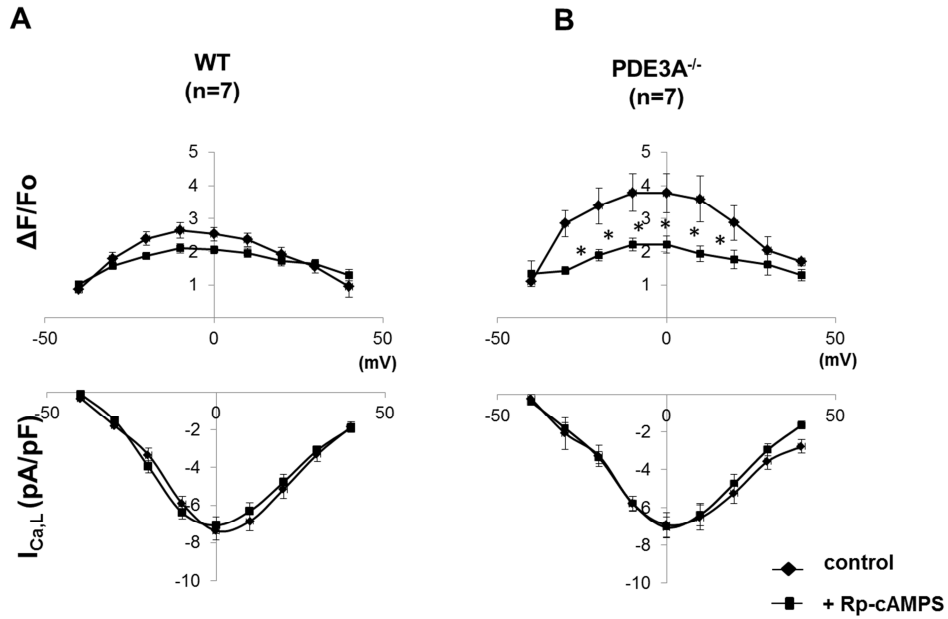 A
WT
(n=7)
ΔF/Fo
5
4
3
2
1
-50
0
50
(mV)
B
PDE3A-/-
(n=7)
5
4
3
2
1
* * * * * *
-50
0
50
(mV)
ICa,L (pA/pF)
-50
0
50
-2
-4
-6
-8
-10
-50
0
50
-2
-4
-6
-8
-10
control
+ Rp-cAMPS